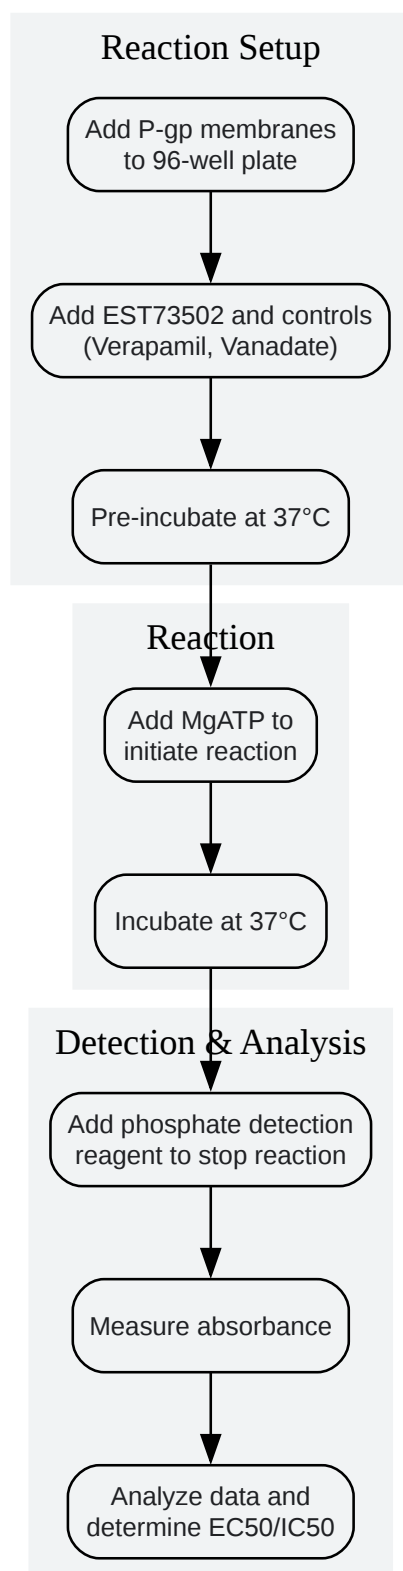 Reaction Setup
Add P-gp membranes
to 96-well plate
Add EST73502 and controls
(Verapamil, Vanadate)
Pre-incubate at 37°C
Reaction
Add MgATP to
initiate reaction
Incubate at 37°C
Detection & Analysis
Add phosphate detection
reagent to stop reaction
Measure absorbance
Analyze data and
determine EC50/IC50